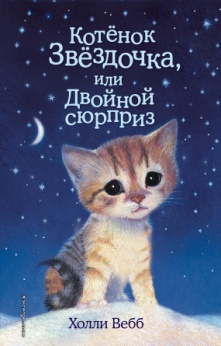 Котёнок
Звёздочка,
или
Двойной
сюрприз
Холли Вебб